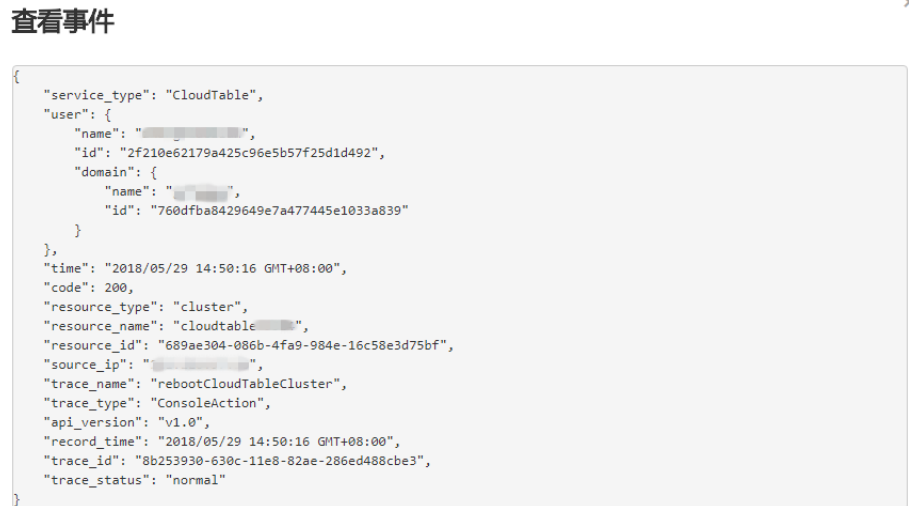 查看事件
{
"service_type": "CloudTable",
"user": {
"name": "",
"id": "2f210e62179a425c96e5b57f25d1d492",
"domain": {
"name": "",
"id": "760dfba8429649e7a477445e1033a839"
}
},
"time": "2018/05/29 14:50:16 GMT+08:00",
"code": 200,
"resource_type": "cluster",
"resource_name": "cloudtable",
"resource_id": "689ae304-086b-4fa9-984e-16c58e3d75bf",
"source_ip": "",
"trace_name": "rebootCloudTableCluster",
"trace_type": "ConsoleAction",
"api_version": "v1.0",
"record_time": "2018/05/29 14:50:16 GMT+08:00",
"trace_id": "8b253930-630c-11e8-82ae-286ed488cbe3",
"trace_status": "normal"
}